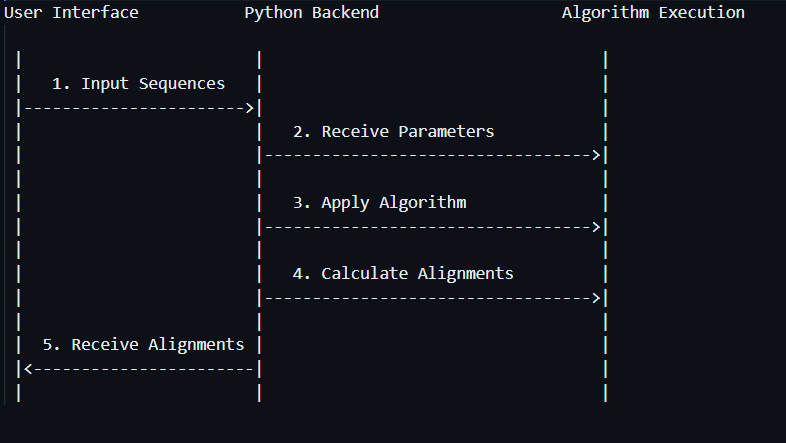 User Interface Python Backend Algorithm Execution
1. Input Sequences
2. Receive Parameters
3. Apply Algorithm
4. Calculate Alignments
5. Receive Alignments